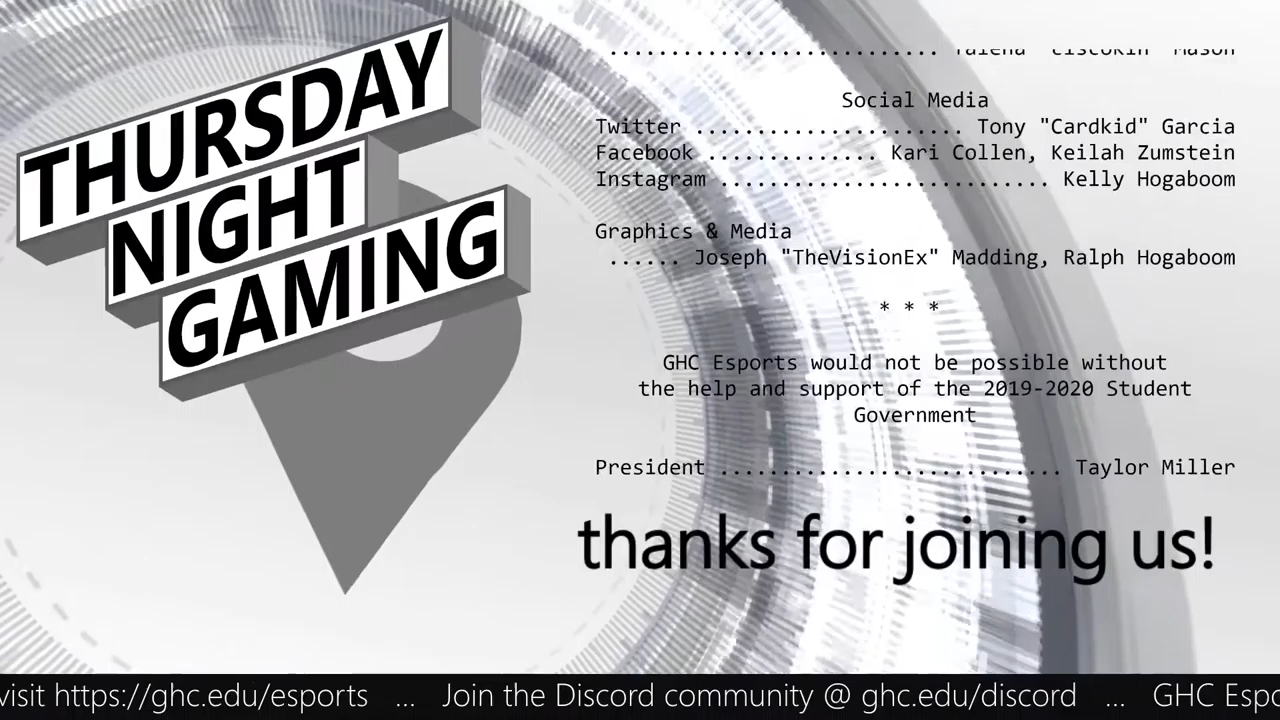 THURSDAY
NIGHT
GAMING
........................... "ciscokih" Mason
Social Media
Twitter ...................... Tony "Cardkid" Garcia
Facebook .............. Kari Collen, Keilah Zumstein
Instagram ........................... Kelly Hogaboom
Graphics & Media
...... Joseph "TheVisionEx" Madding, Ralph Hogaboom
* * *
GHC Esports would not be possible without
the help and support of the 2019-2020 Student
Government
President ............................ Taylor Miller
thanks for joining us!
visit https://ghc.edu/esports ... Join the Discord community @ ghc.edu/discord ... GHC Espo